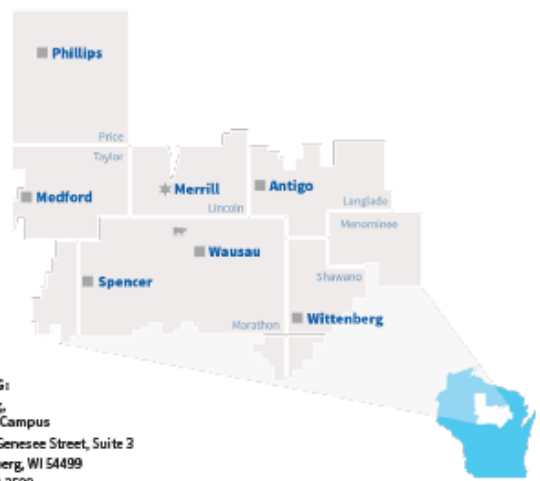 Phillips
Price
Taylor
Medford
Merrill
Lincoln
Antigo
Langlade
Menominee
Wausau
Spencer
Shawano
Marathon
Wittenberg
Campus
Genesee Street, Suite 3
erg, WI 54499